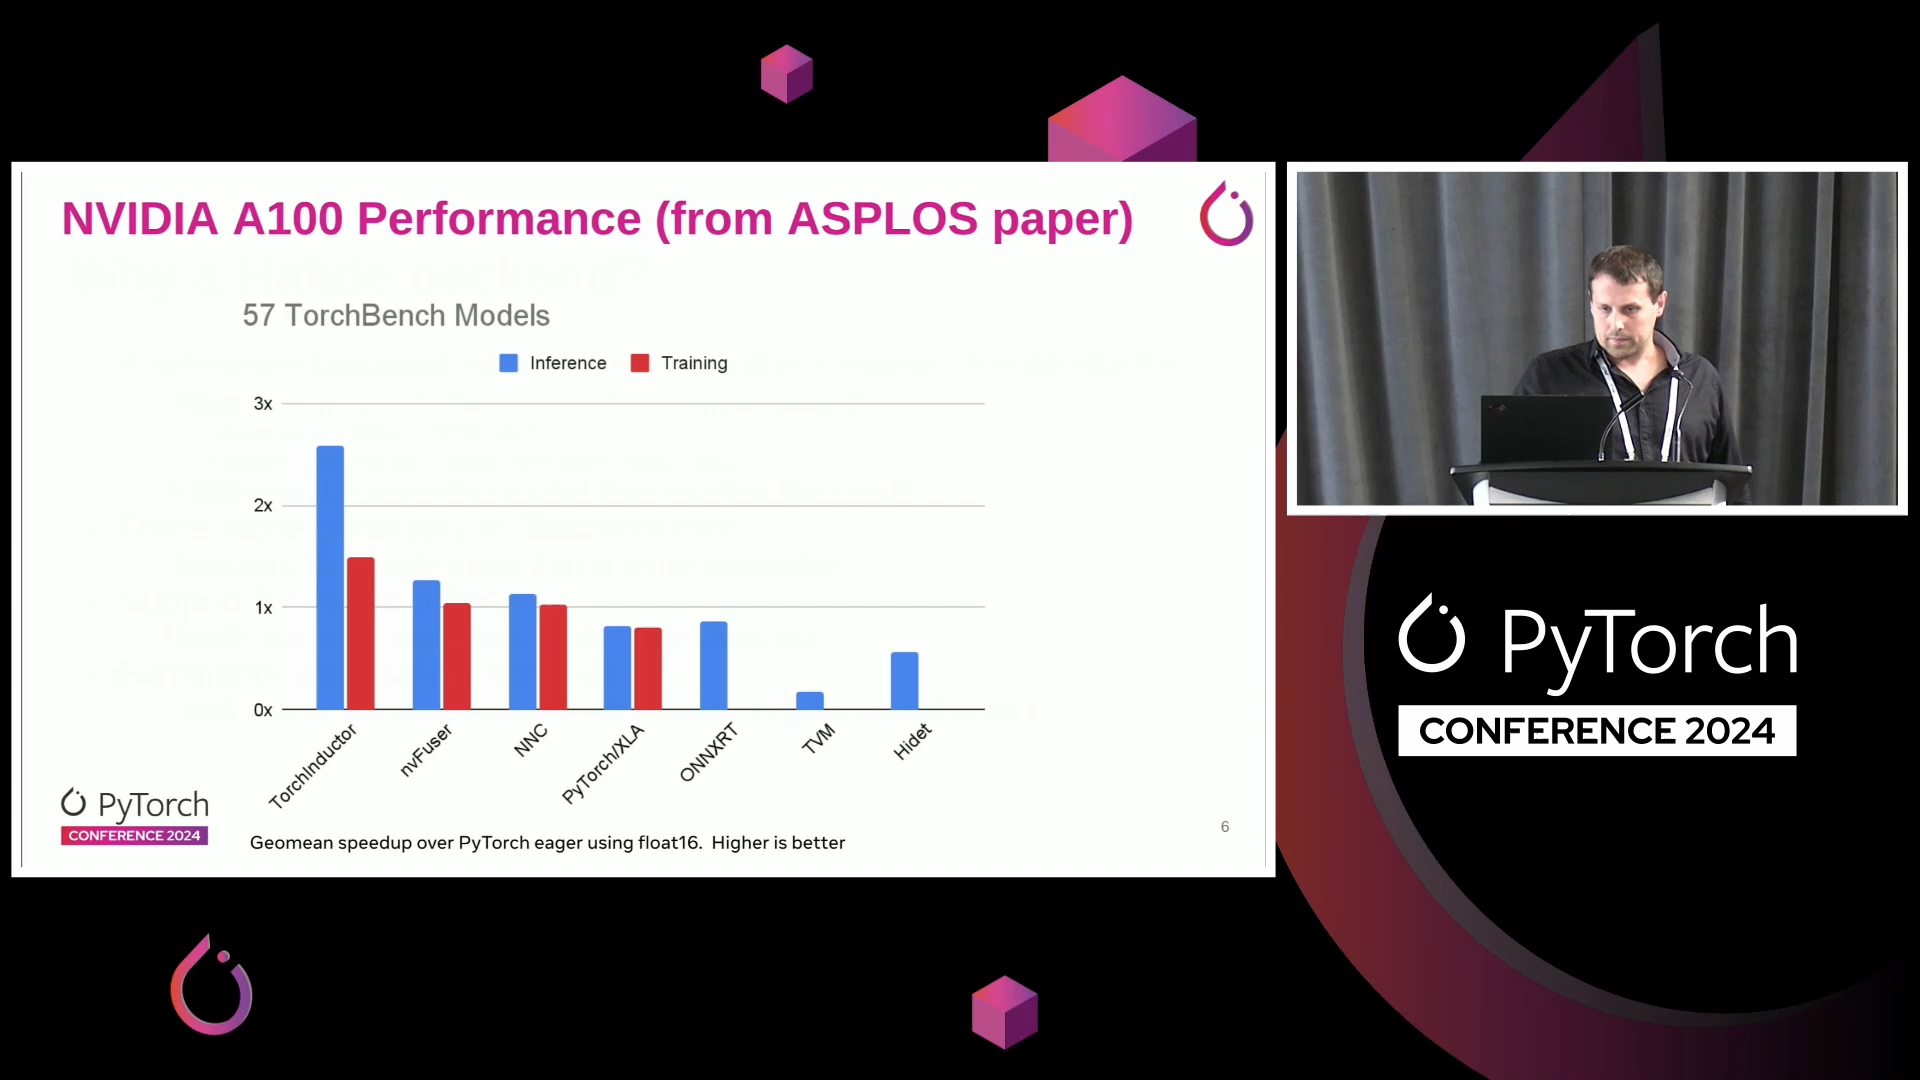 NVIDIA A100 Performance (from ASPLOS paper)
57 TorchBench Models
Inference Training
3x
2x
1x
0x
TorchInductor
nvFuser
NNC
PyTorch/XLA
ONNXRT
TVM
Hidet
PyTorch
CONFERENCE 2024
Geomean speedup over PyTorch eager using float16. Higher is better
6
PyTorch
CONFERENCE 2024